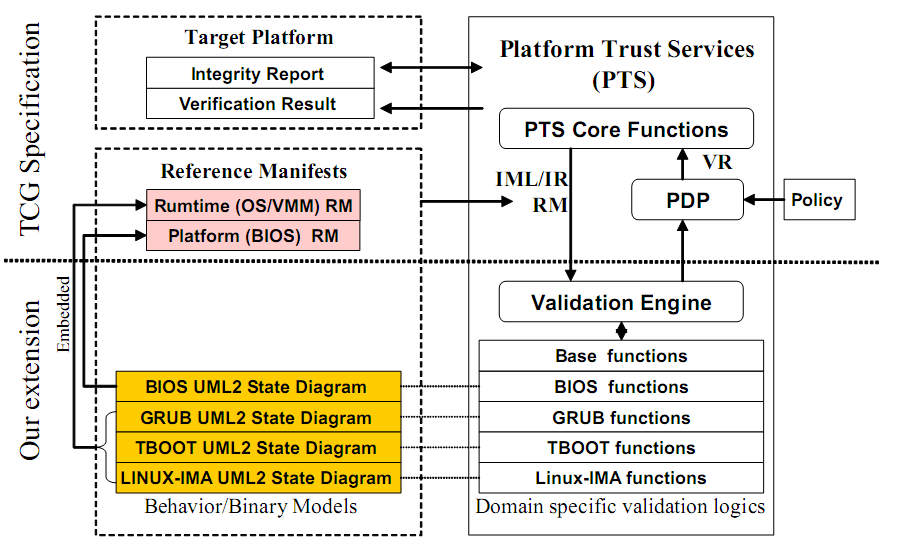 TCG Specification
Target Platform
Integrity Report
Verification Result
Reference Manifests
Rumtime (OS/VMM) RM
Platform (BIOS) RM
Platform Trust Services
(PTS)
PTS Core Functions
IML/IR
RM
VR
PDP
Policy
Our extension
Embedded
Validation Engine
Base functions
BIOS UML2 State Diagram
BIOS functions
GRUB UML2 State Diagram
GRUB functions
TBOOT UML2 State Diagram
TBOOT functions
LINUX-IMA UML2 State Diagram
Linux-IMA functions
Behavior/Binary Models
Domain specific validation logics